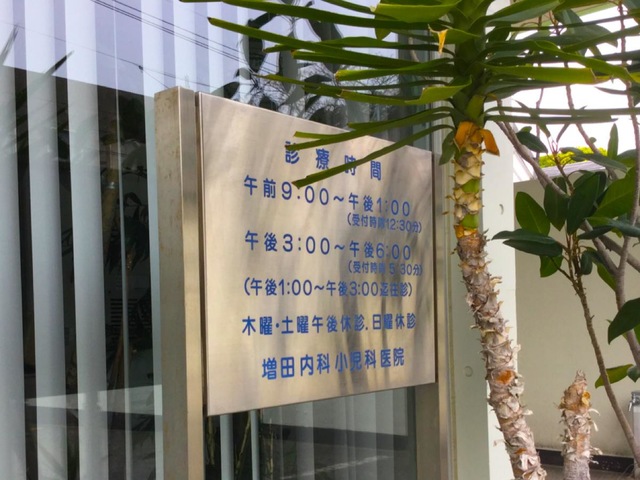 診療時間
午前9:00～午後1:00
(受付時間12:30分)
午後3:00～午後6:00
(受付時間5:30分)
(午後1:00～午後3:00迄往診)
木曜・土曜午後休診.日曜休診
増田内科小児科医院